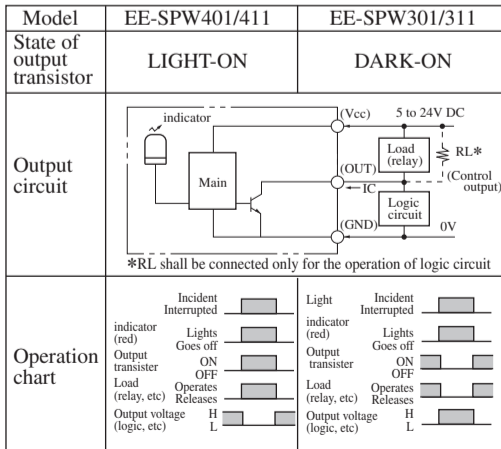 Model EE-SPW401/411 EE-SPW301/311
State of output transistor LIGHT-ON DARK-ON
Output circuit
indicator
Main
(Vcc)
5 to 24V DC
Load (relay)
RL*
(OUT)
IC
(Control output)
Logic circuit
(GND)
0V
*RL shall be connected only for the operation of logic circuit
Operation chart
Incident
Interrupted
indicator (red) Lights
Goes off
Output transister ON
OFF
Load (relay, etc) Operates
Releases
Output voltage (logic, etc) H
L
Light Incident
Interrupted
indicator (red) Lights
Goes off
Output transister ON
OFF
Load (relay, etc) Operates
Releases
Output voltage (logic, etc) H
L